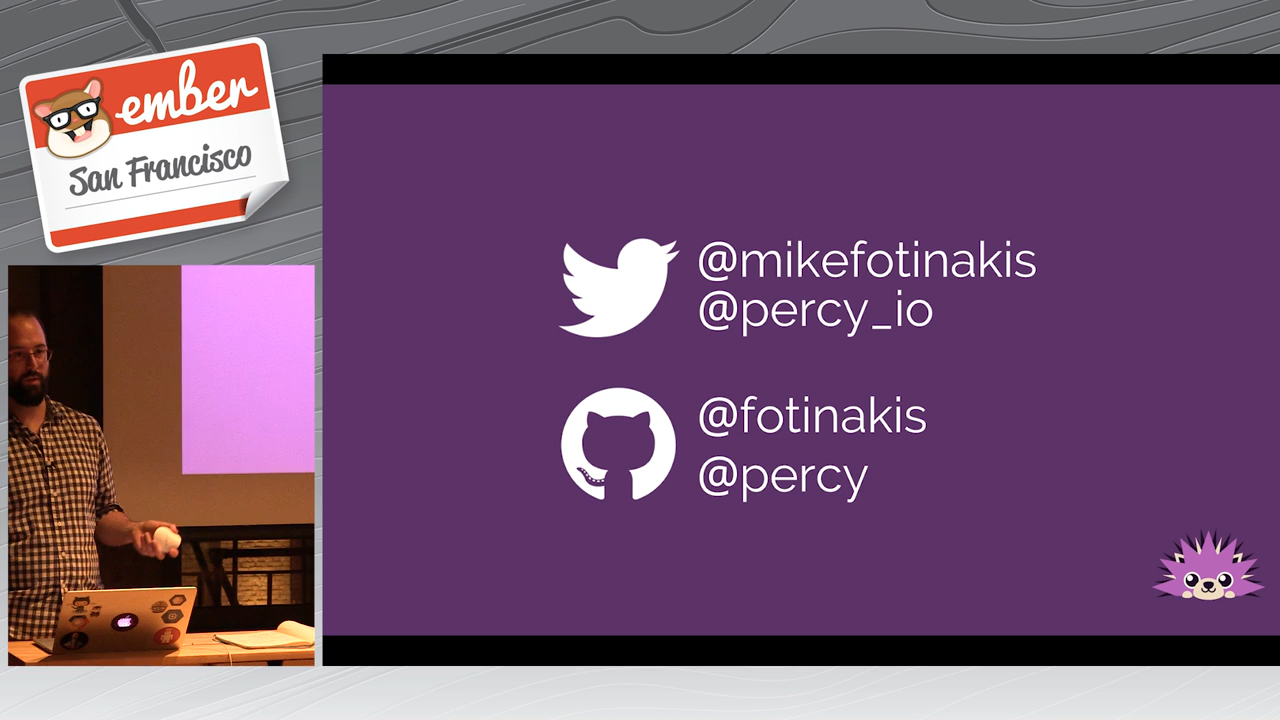 ember
San Francisco
@mikefotinakis
@percy_io
@fotinakis
@percy